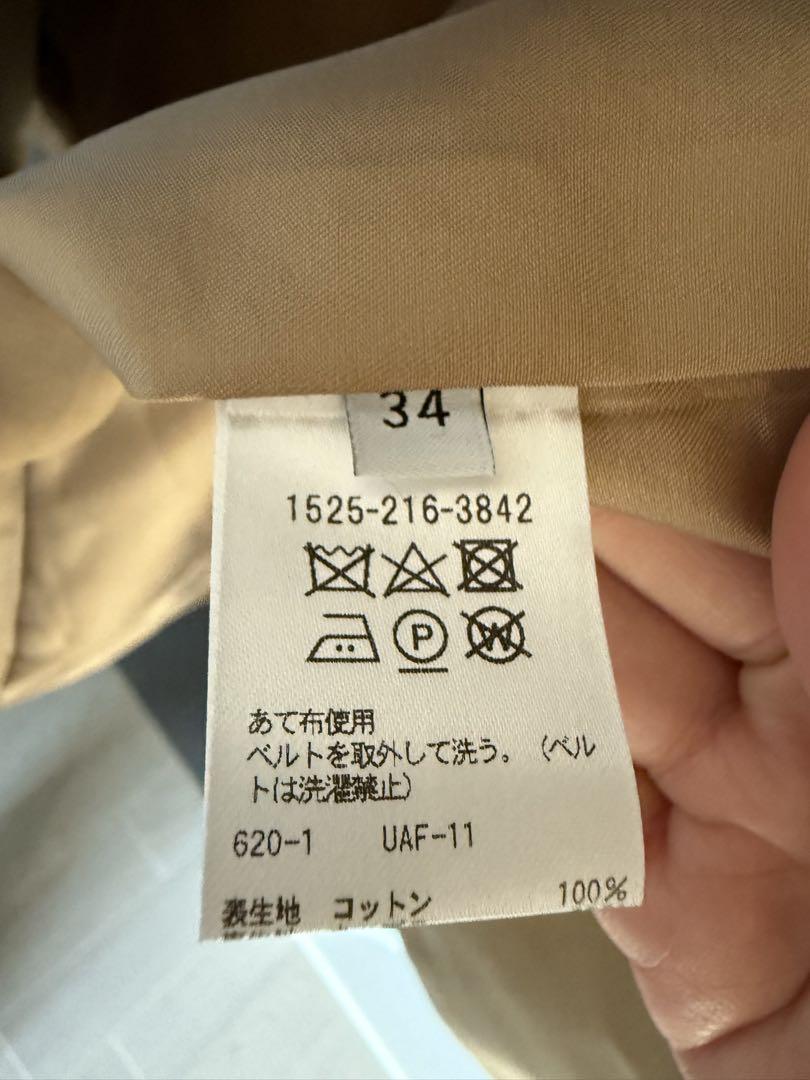 34
1525-216-3842
P
W
あて布使用
ベルトを取外して洗う。（ベル
トは洗濯禁止）
620-1 UAF-11
表生地 コットン 100%